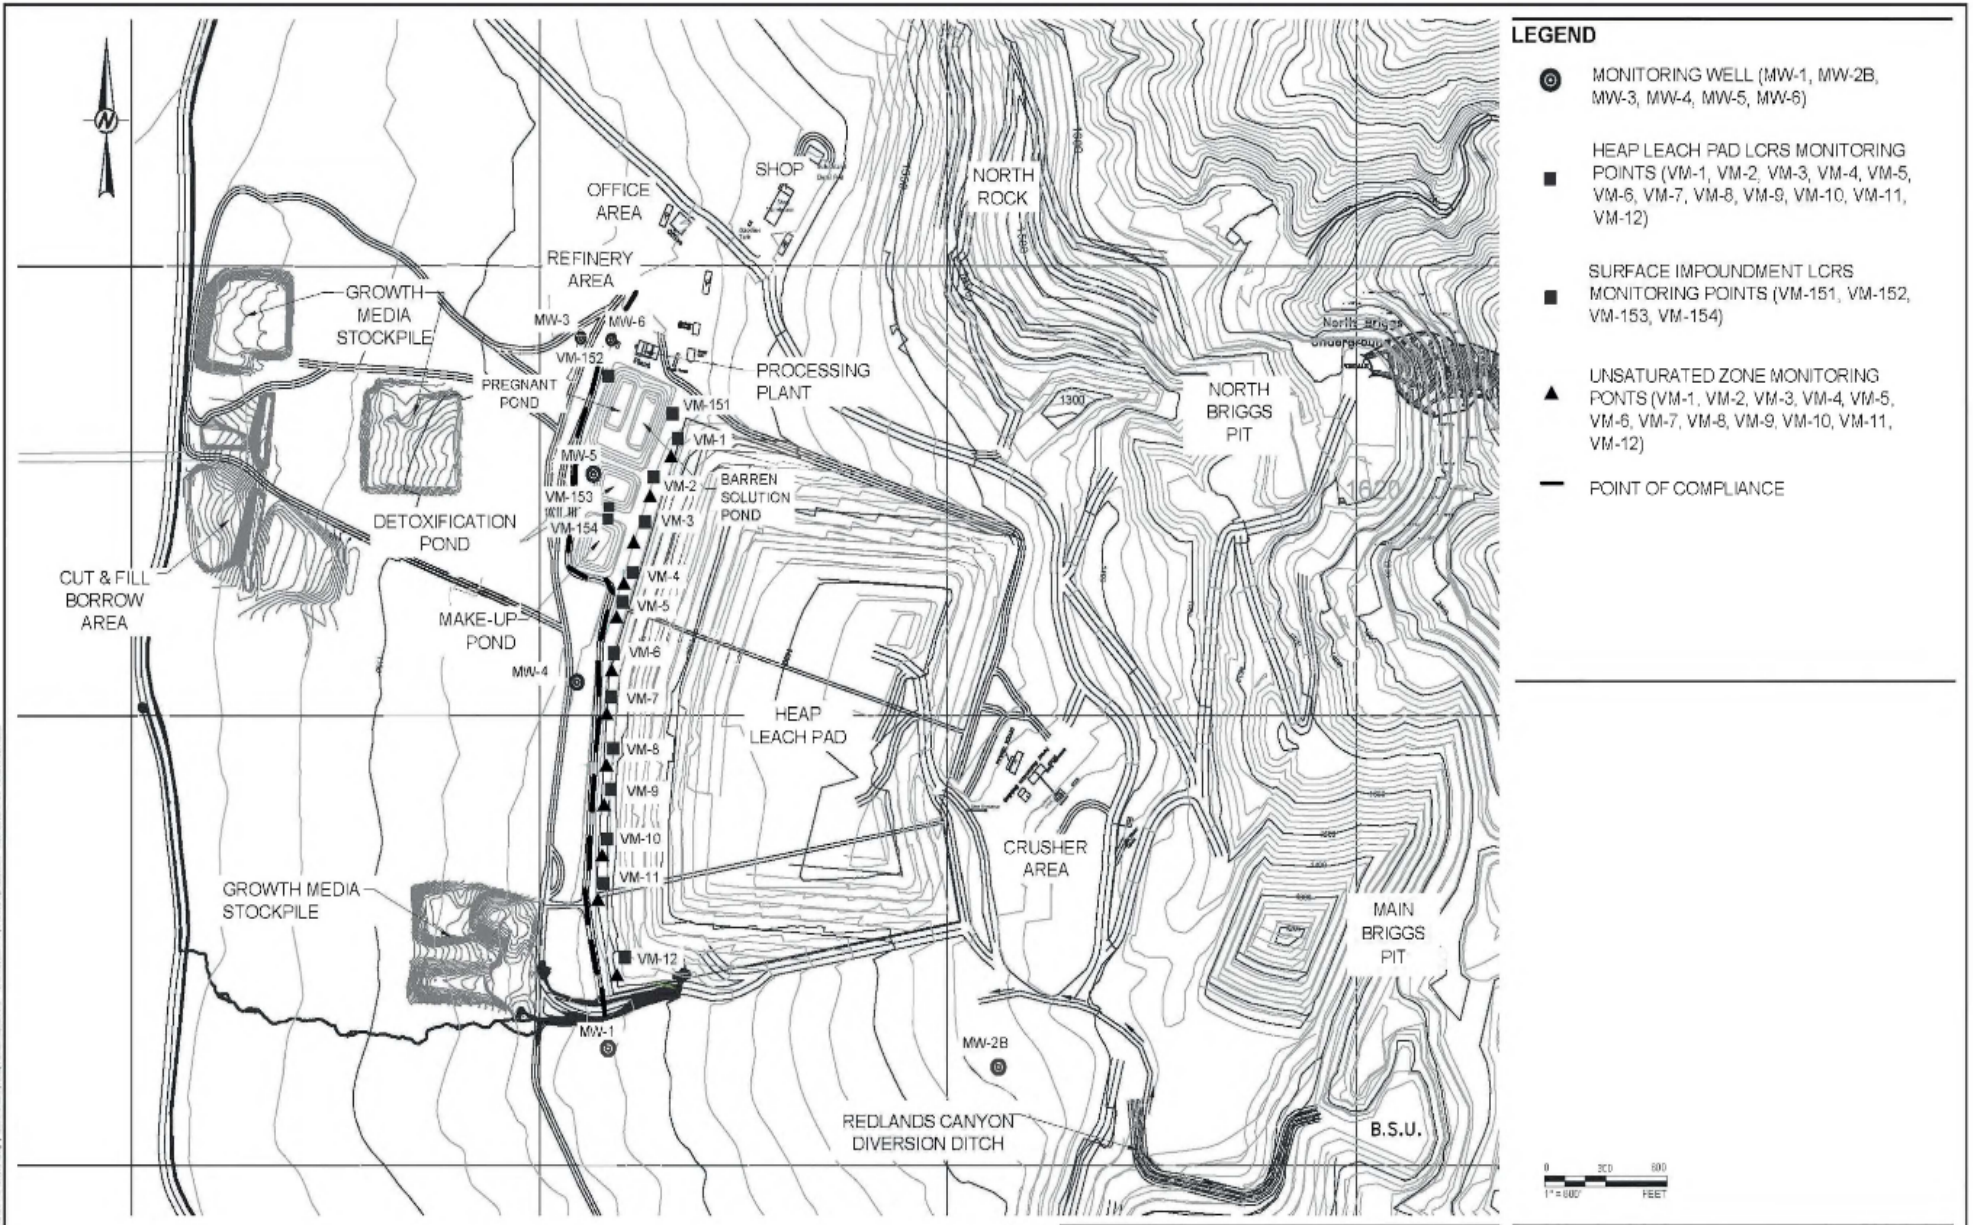 LEGEND
MONITORING WELL (MW-1, MW-2B,
MW-3, MW-4, MW-5, MW-6)
HEAP LEACH PAD LCRS MONITORING
POINTS (VM-1, VM-2, VM-3, VM-4, VM-5,
VM-6, VM-7, VM-8, VM-9, VM-10, VM-11,
VM-12)
SURFACE IMPOUNDMENT LCRS
MONITORING POINTS (VM-151, VM-152,
VM-153, VM-154)
UNSATURATED ZONE MONITORING
PONTS (VM-1, VM-2, VM-3, VM-4, VM-5,
VM-6, VM-7, VM-8, VM-9, VM-10, VM-11,
VM-12)
POINT OF COMPLIANCE
N
SHOP
OFFICE
AREA
NORTH
ROCK
REFINERY
AREA
GROWTH
MEDIA
STOCKPILE
MW-3
MW-6
VM-152
North Briggs
Underground
PREGNANT
POND
PROCESSING
PLANT
NORTH
BRIGGS
PIT
1300
VM-151
VM-1
MW-5
VM-2
BARREN
SOLUTION
POND
VM-153
VM-154
VM-3
DETOXIFICATION
POND
CUT & FILL
BORROW
AREA
VM-4
VM-5
MAKE-UP
POND
VM-6
MW-4
VM-7
HEAP
LEACH PAD
VM-8
VM-9
VM-10
VM-11
CRUSHER
AREA
GROWTH MEDIA
STOCKPILE
MAIN
BRIGGS
PIT
VM-12
MW-1
MW-2B
REDLANDS CANYON
DIVERSION DITCH
B.S.U.
0
600
1" = 600'
FEET